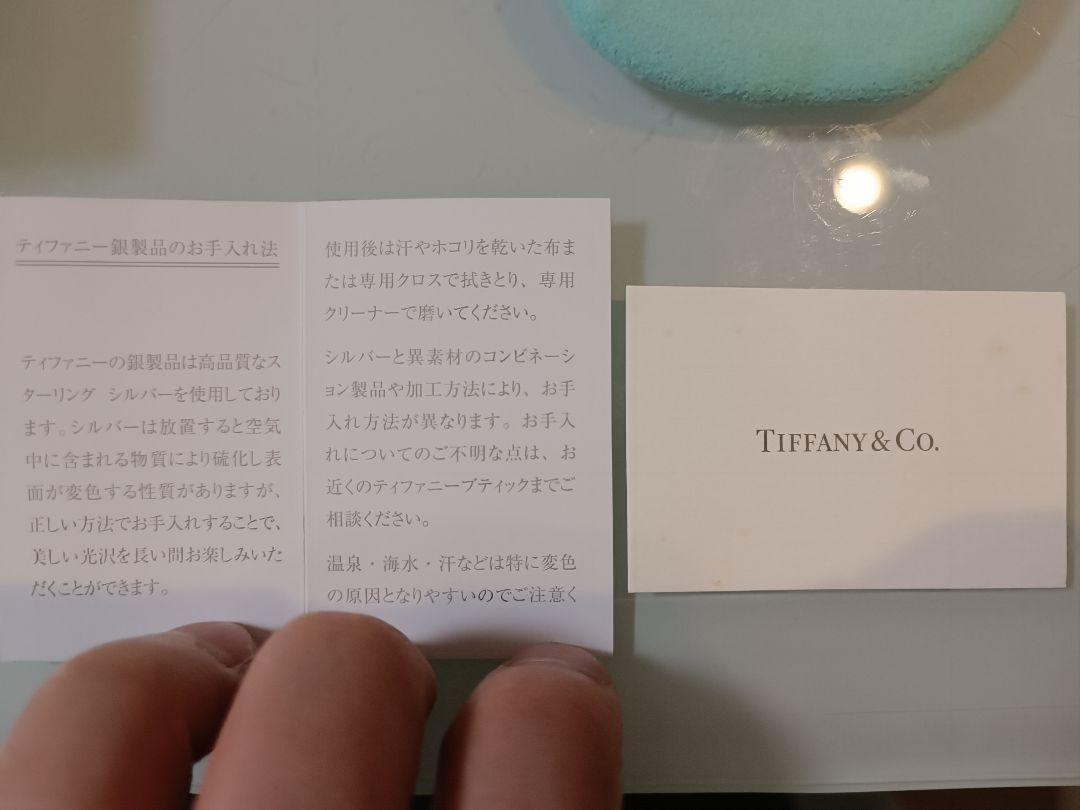 ティファニー銀製品のお手入れ法
ティファニーの銀製品は高品質なス
ターリング シルバーを使用しており
ます。シルバーは放置すると空気
中に含まれる物質により硫化し表
面が変色する性質がありますが、
正しい方法でお手入れすることで、
美しい光沢を長い間お楽しみいた
だくことができます。
使用後は汗やホコリを乾いた布ま
たは専用クロスで拭きとり、専用
クリーナーで磨いてください。
シルバーと異素材のコンビネーシ
ョン製品や加工方法により、お手
入れ方法が異なります。お手入
れについてのご不明な点は、お
近くのティファニーブティックまでご
相談ください。
温泉・海水・汗などは特に変色
の原因となりやすいのでご注意く
TIFFANY & CO.